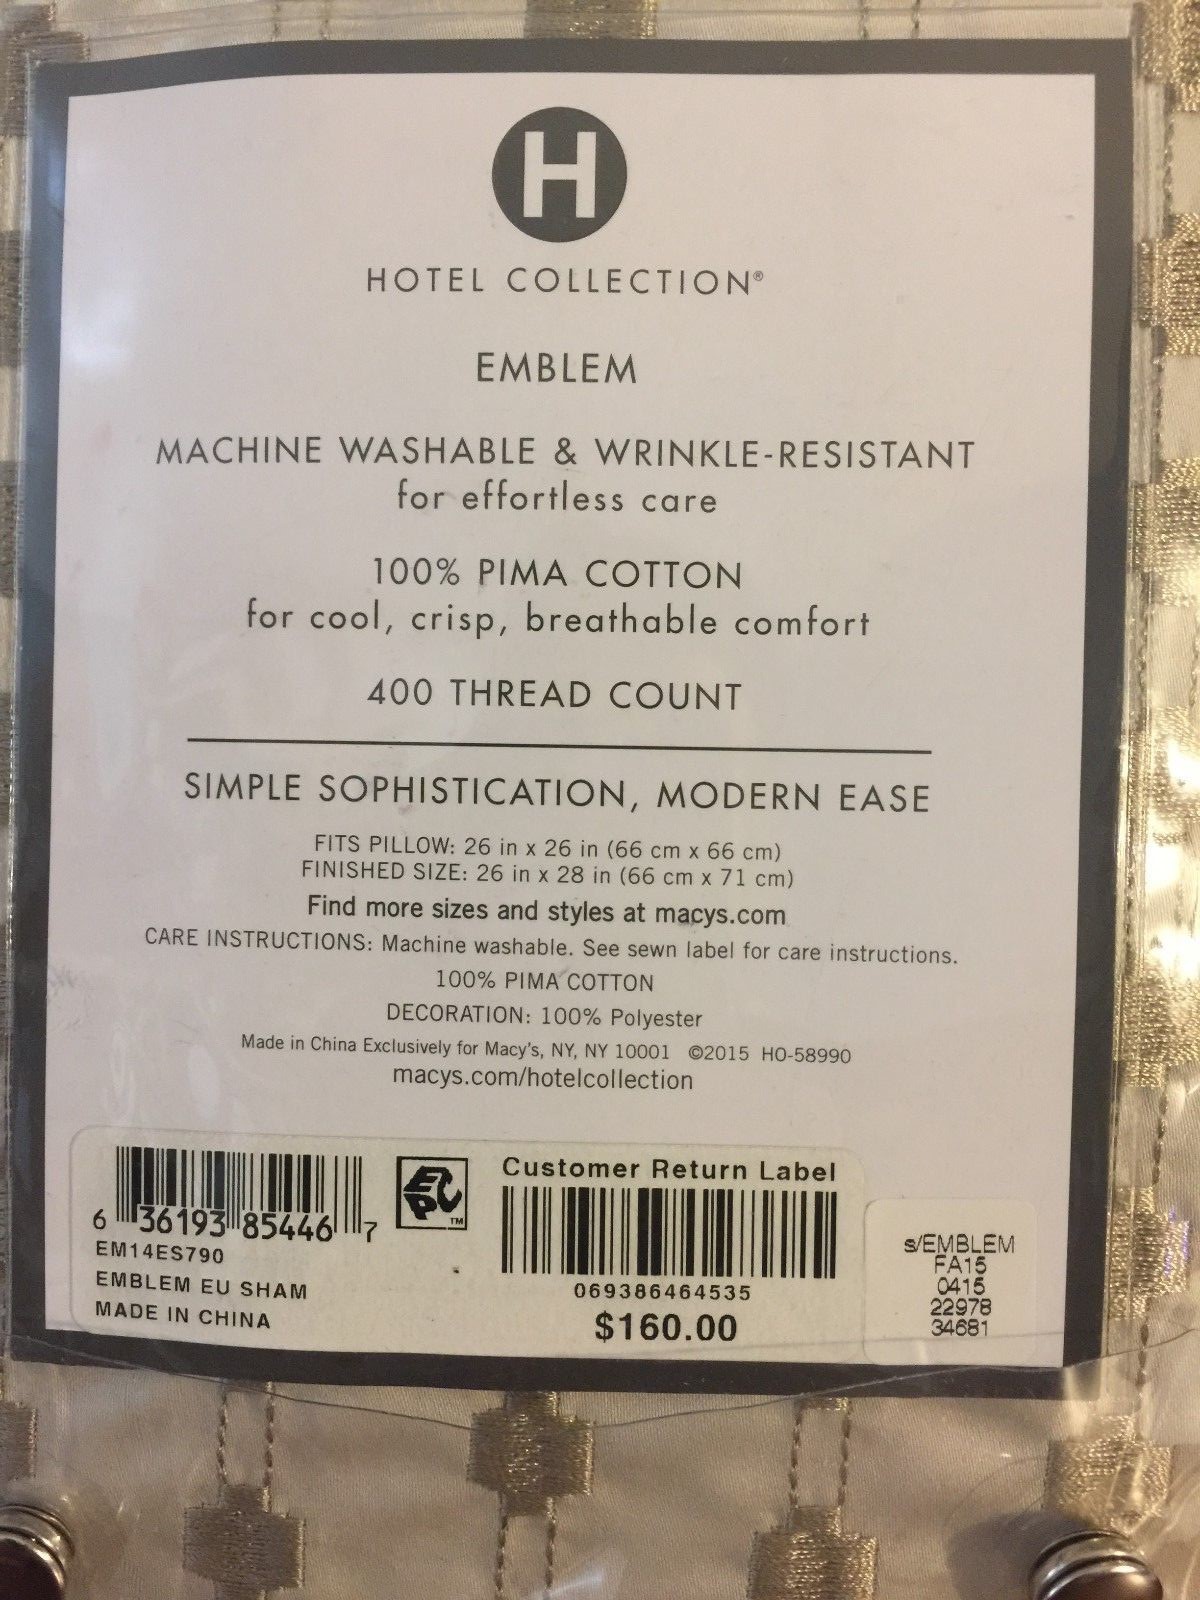 H
HOTEL COLLECTION®
EMBLEM
MACHINE WASHABLE & WRINKLE-RESISTANT
for effortless care
100% PIMA COTTON
for cool, crisp, breathable comfort
400 THREAD COUNT
SIMPLE SOPHISTICATION, MODERN EASE
FITS PILLOW: 26 in x 26 in (66 cm x 66 cm)
FINISHED SIZE: 26 in x 28 in (66 cm x 71 cm)
Find more sizes and styles at macys.com
CARE INSTRUCTIONS: Machine washable. See sewn label for care instructions.
100% PIMA COTTON
DECORATION: 100% Polyester
Made in China Exclusively for Macy's, NY, NY 10001 ©2015 HO-58990
macys.com/hotelcollection
6 36193 85446 7
EM14ES790
EMBLEM EU SHAM
MADE IN CHINA
EPC TM
Customer Return Label
069386464535
$160.00
s/EMBLEM
FA15
0415
22978
34681